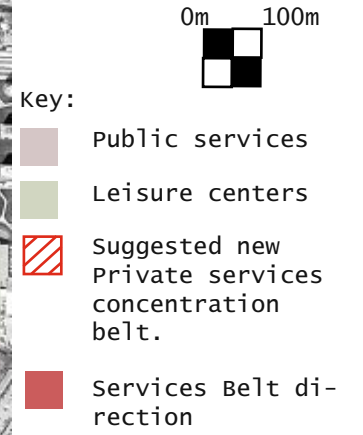 0m 100m
Key:
Public services
Leisure centers
Suggested new
Private services
concentration
belt.
Services Belt di-
rection